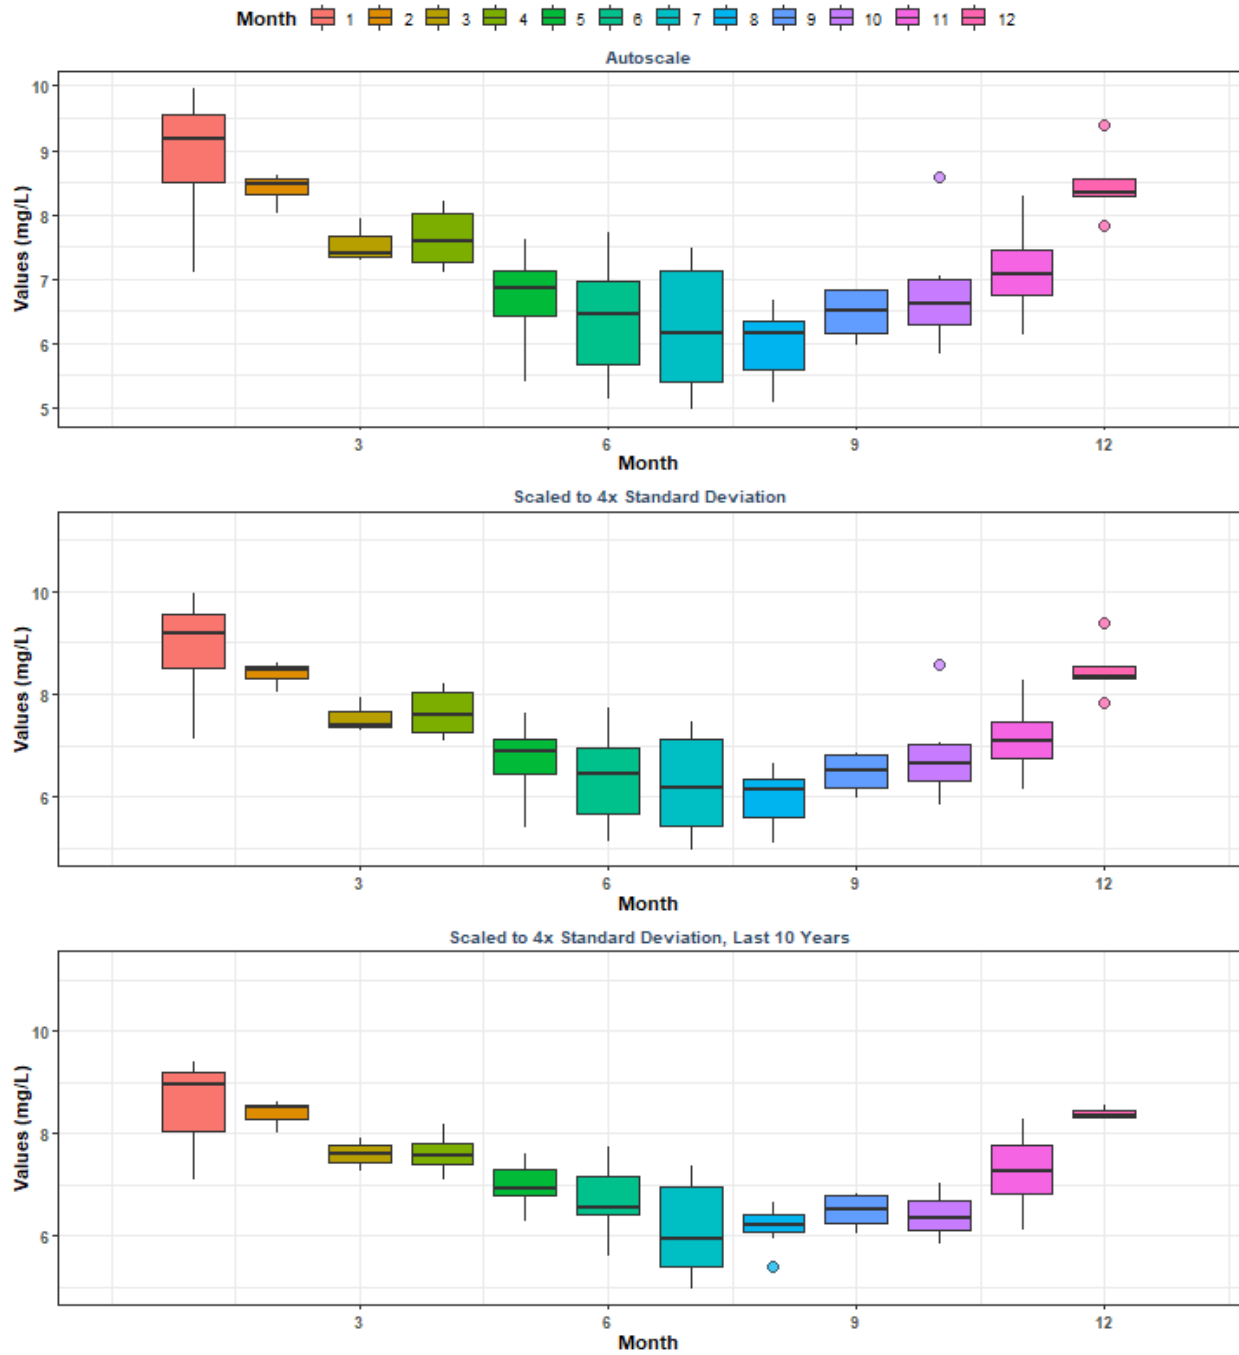 Month 1 2 3 4 5 6 7 8 9 10 11 12
Autoscale
Values (mg/L)
10
9
8
7
6
5
3 6 9 12
Month
Scaled to 4x Standard Deviation
Values (mg/L)
10
8
6
3 6 9 12
Month
Scaled to 4x Standard Deviation, Last 10 Years
Values (mg/L)
10
8
6
3 6 9 12
Month